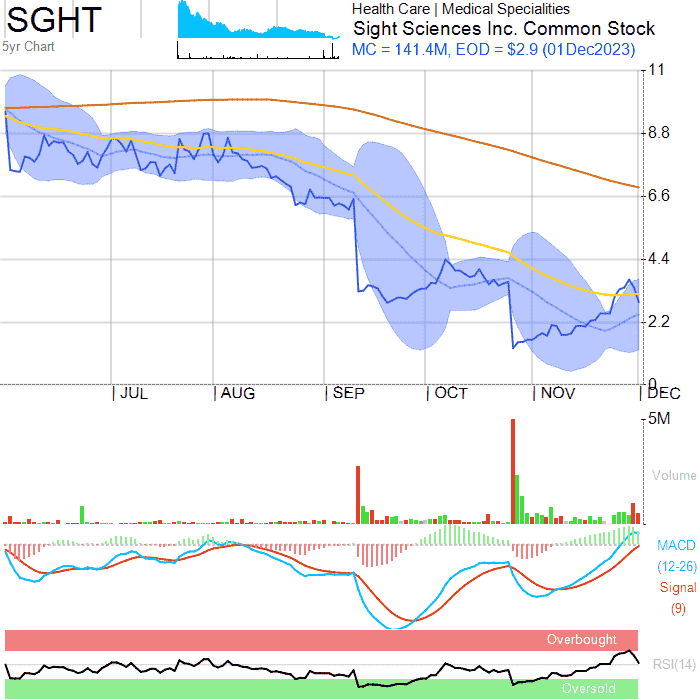 SGHT
5yr Chart
Health Care | Medical Specialities
Sight Sciences Inc. Common Stock
MC = 141.4M, EOD = $2.9 (01Dec2023)
11
8.8
6.6
4.4
2.2
0
JUL AUG SEP OCT NOV DEC
5M
Volume
MACD
(12-26)
Signal
(9)
Overbought
RSI(14)
Oversold